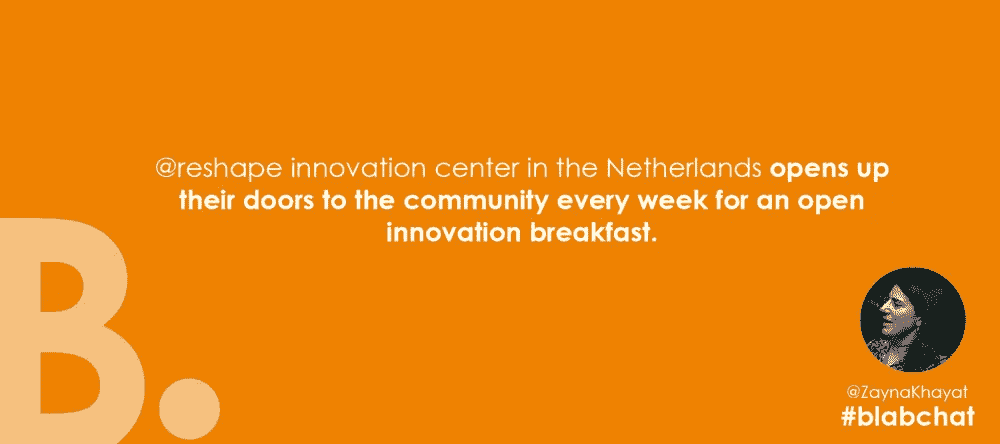 @reshape innovation center in the Netherlands opens up
their doors to the community every week for an open
innovation breakfast.
B.
@ZaynaKhayat
#blabchat